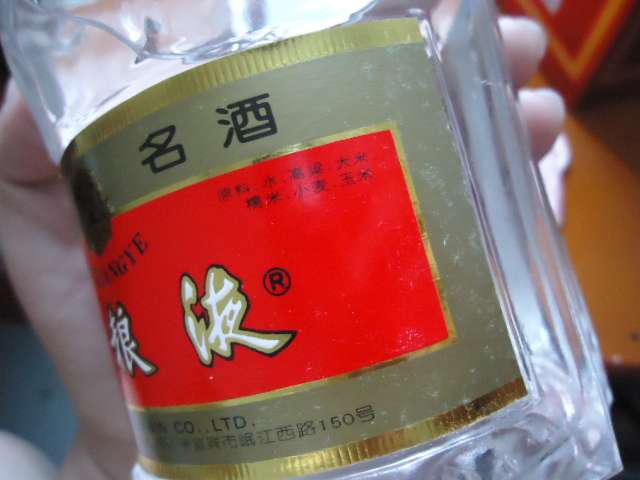 名酒
原料:水、高粱、大米
糯米、小麦、玉米
粮液®
CO.,LTD.
宜宾市岷江西路150号